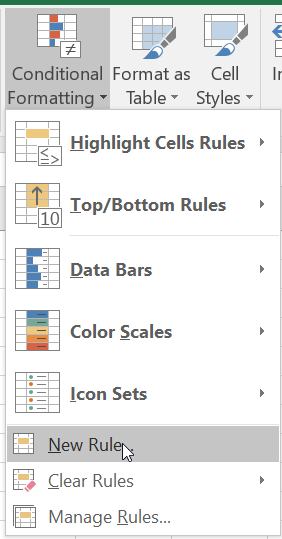 Conditional Format as Cell
Formatting Table Styles
Highlight Cells Rules
≤ >
Top/Bottom Rules
10
Data Bars
Color Scales
Icon Sets
New Rule
Clear Rules
Manage Rules...